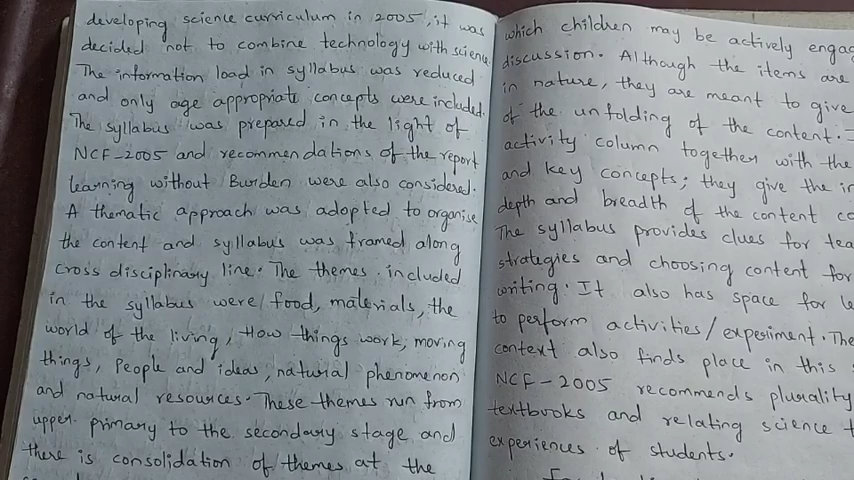 developing science curriculum in 2005, it was
decided not to combine technology with science.
The information load in syllabus was reduced
and only age appropriate concepts were included.
The syllabus was prepared in the light of
NCF-2005 and recommendations of the report
learning without Burden were also considered.
A thematic approach was adopted to organise
the content and syllabus was framed along
cross disciplinary line. The themes included
in the syllabus were food, materials, the
world of the living, How things work, moving
things, People and ideas, natural phenomenon
and natural resources. These themes run from
upper primary to the secondary stage and
there is consolidation of themes at the
which children may be actively
discussion. Although the items are
in nature, they are meant to give
of the unfolding of the content.
activity column together with the
and key concepts; they give the
depth and breadth of the content
The syllabus provides clues for
strategies and choosing content for
writing. It also has space for
to perform activities/experiment. The
context also finds place in this
NCF-2005 recommends plurality
textbooks and relating science
experiences of students.